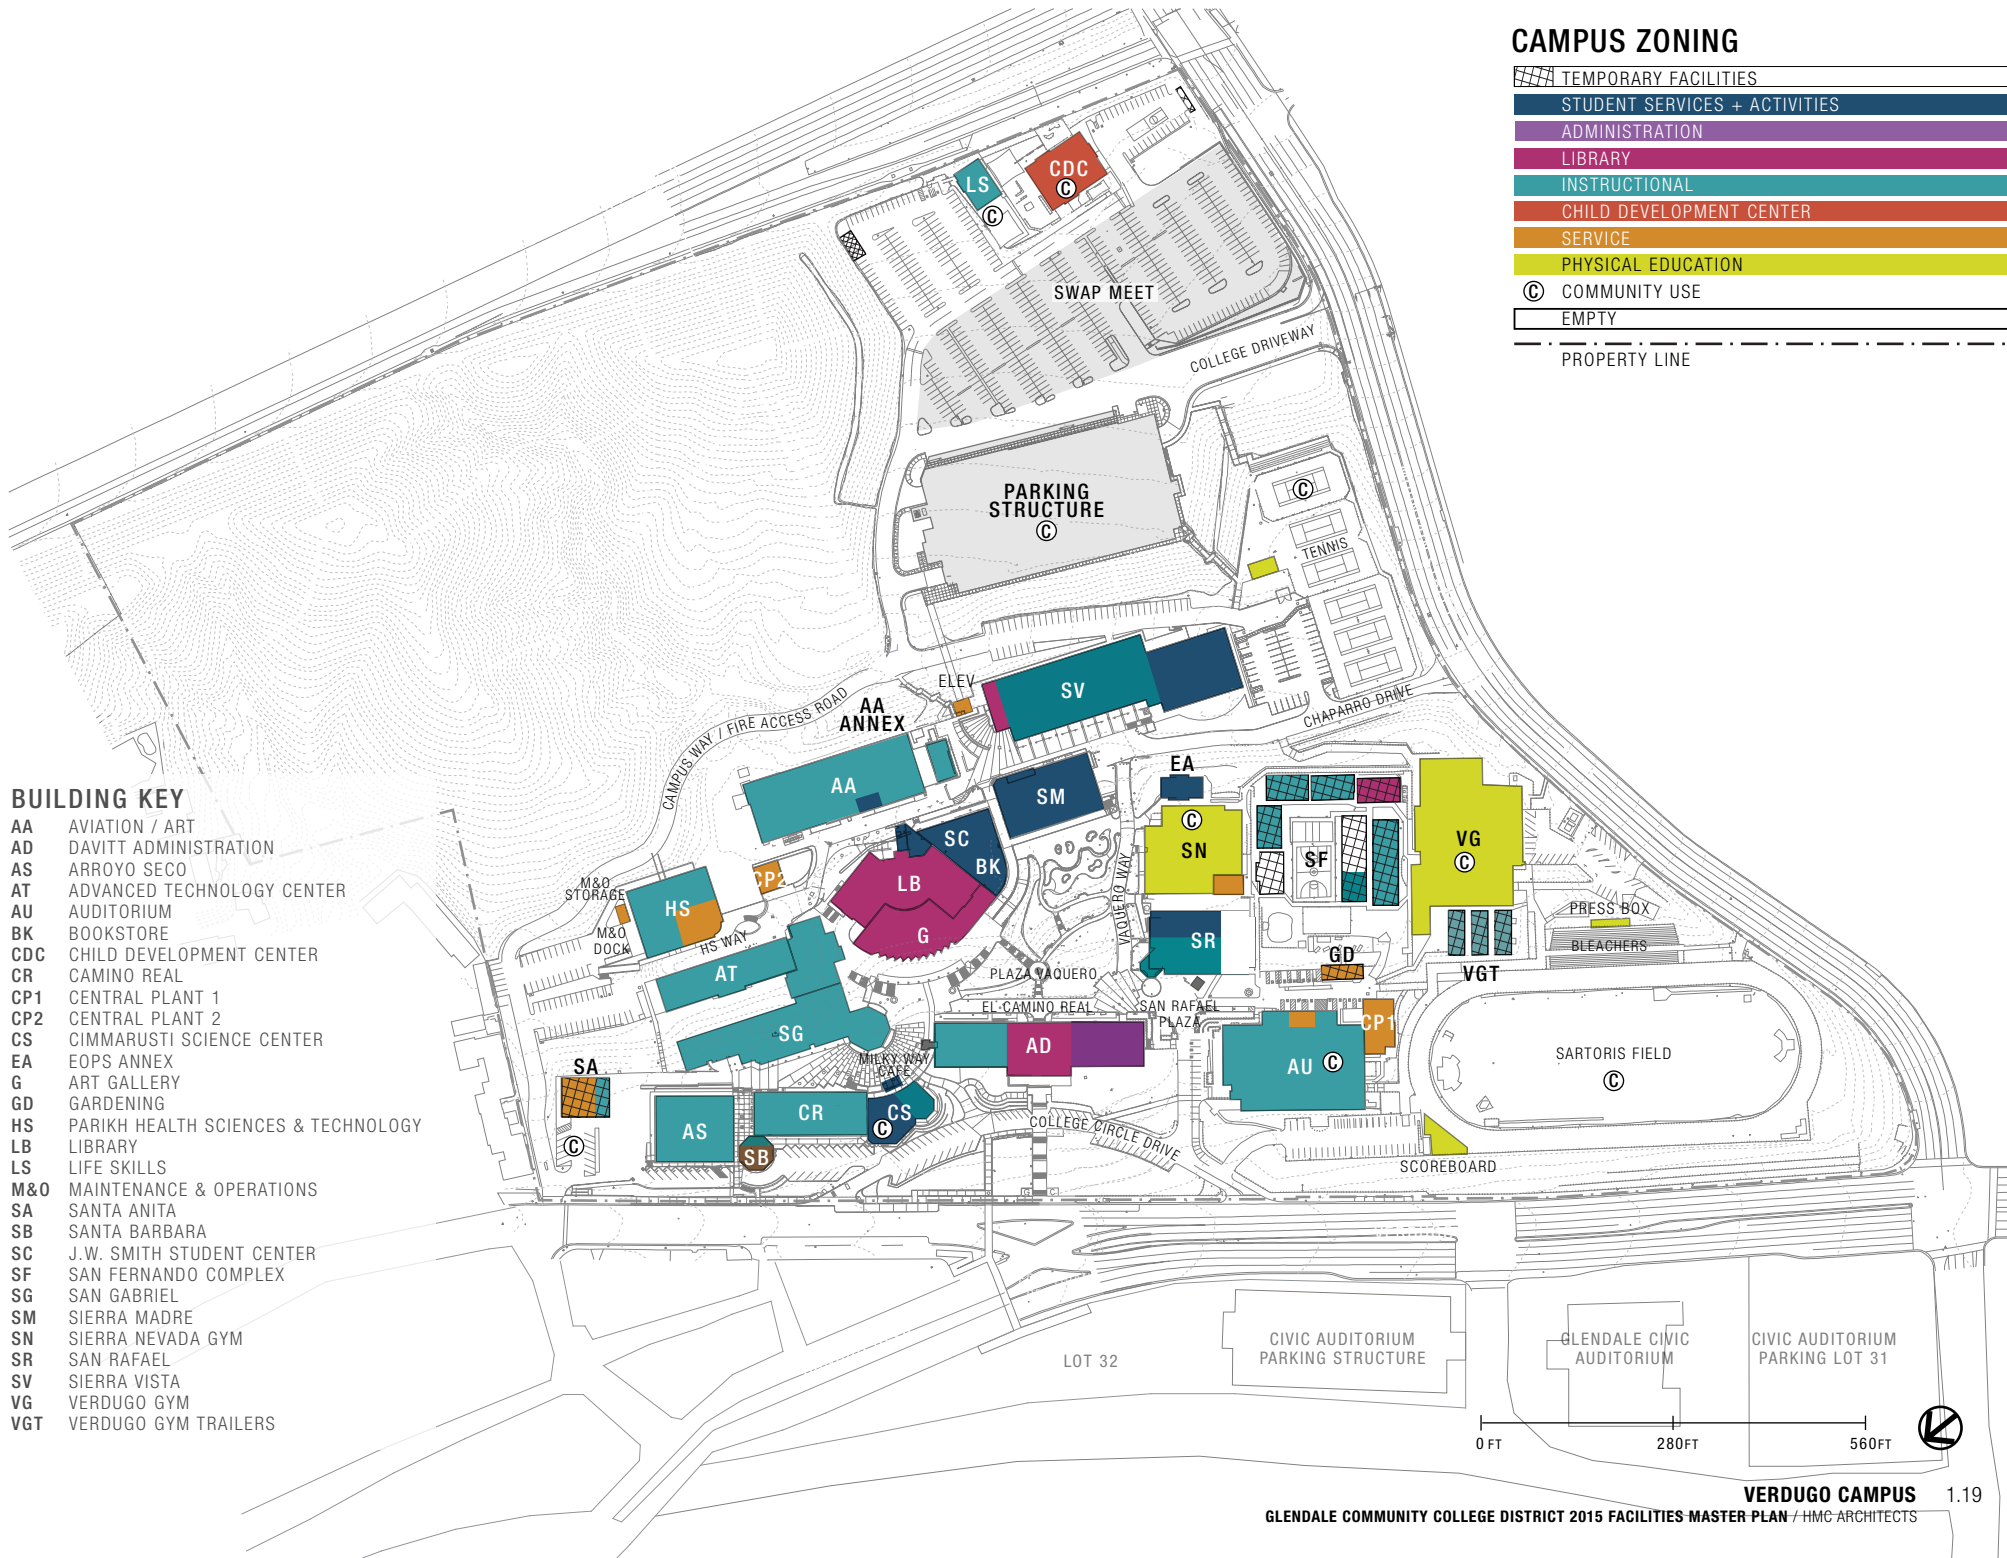 CAMPUS ZONING
TEMPORARY FACILITIES
STUDENT SERVICES + ACTIVITIES
ADMINISTRATION
LIBRARY
INSTRUCTIONAL
CHILD DEVELOPMENT CENTER
SERVICE
PHYSICAL EDUCATION
© COMMUNITY USE
EMPTY
PROPERTY LINE
CDC
©
LS
©
SWAP MEET
COLLEGE DRIVEWAY
PARKING
STRUCTURE
©
©
TENNIS
ELEV
SV
CHAPARRO DRIVE
CAMPUS WAY / FIRE ACCESS ROAD
AA
ANNEX
AA
SM
EA
SC
BK
©
SN
VG
©
SF
LB
CP2
M&O
STORAGE
HS
M&O
DOCK
HS WAY
G
VAQUERO WAY
SR
PRESS BOX
BLEACHERS
GD
VGT
AT
PLAZA VAQUERO
EL CAMINO REAL
SAN RAFAEL
PLAZA
CP1
SG
AD
AU ©
SARTORIS FIELD
©
MILKY WAY
CAFE
SA
©
AS
CR
CS
©
SB
COLLEGE CIRCLE DRIVE
SCOREBOARD
BUILDING KEY
AA AVIATION / ART
AD DAVITT ADMINISTRATION
AS ARROYO SECO
AT ADVANCED TECHNOLOGY CENTER
AU AUDITORIUM
BK BOOKSTORE
CDC CHILD DEVELOPMENT CENTER
CR CAMINO REAL
CP1 CENTRAL PLANT 1
CP2 CENTRAL PLANT 2
CS CIMMARUSTI SCIENCE CENTER
EA EOPS ANNEX
G ART GALLERY
GD GARDENING
HS PARIKH HEALTH SCIENCES & TECHNOLOGY
LB LIBRARY
LS LIFE SKILLS
M&O MAINTENANCE & OPERATIONS
SA SANTA ANITA
SB SANTA BARBARA
SC J.W. SMITH STUDENT CENTER
SF SAN FERNANDO COMPLEX
SG SAN GABRIEL
SM SIERRA MADRE
SN SIERRA NEVADA GYM
SR SAN RAFAEL
SV SIERRA VISTA
VG VERDUGO GYM
VGT VERDUGO GYM TRAILERS
LOT 32
CIVIC AUDITORIUM
PARKING STRUCTURE
GLENDALE CIVIC
AUDITORIUM
CIVIC AUDITORIUM
PARKING LOT 31
0 FT 280FT 560FT
VERDUGO CAMPUS 1.19
GLENDALE COMMUNITY COLLEGE DISTRICT 2015 FACILITIES MASTER PLAN / HMC ARCHITECTS